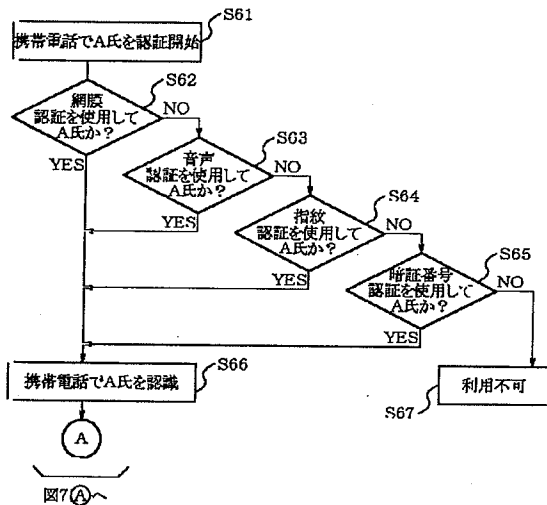 S61
携帯電話でA氏を認証開始
S62
網膜
認証を使用して
A氏か?
NO
YES
S63
音声
認証を使用して
A氏か?
NO
YES
S64
指紋
認証を使用して
A氏か?
NO
YES
S65
暗証番号
認証を使用して
A氏か?
NO
YES
S66
携帯電話でA氏を認識
S67
利用不可
A
図7Ⓐへ